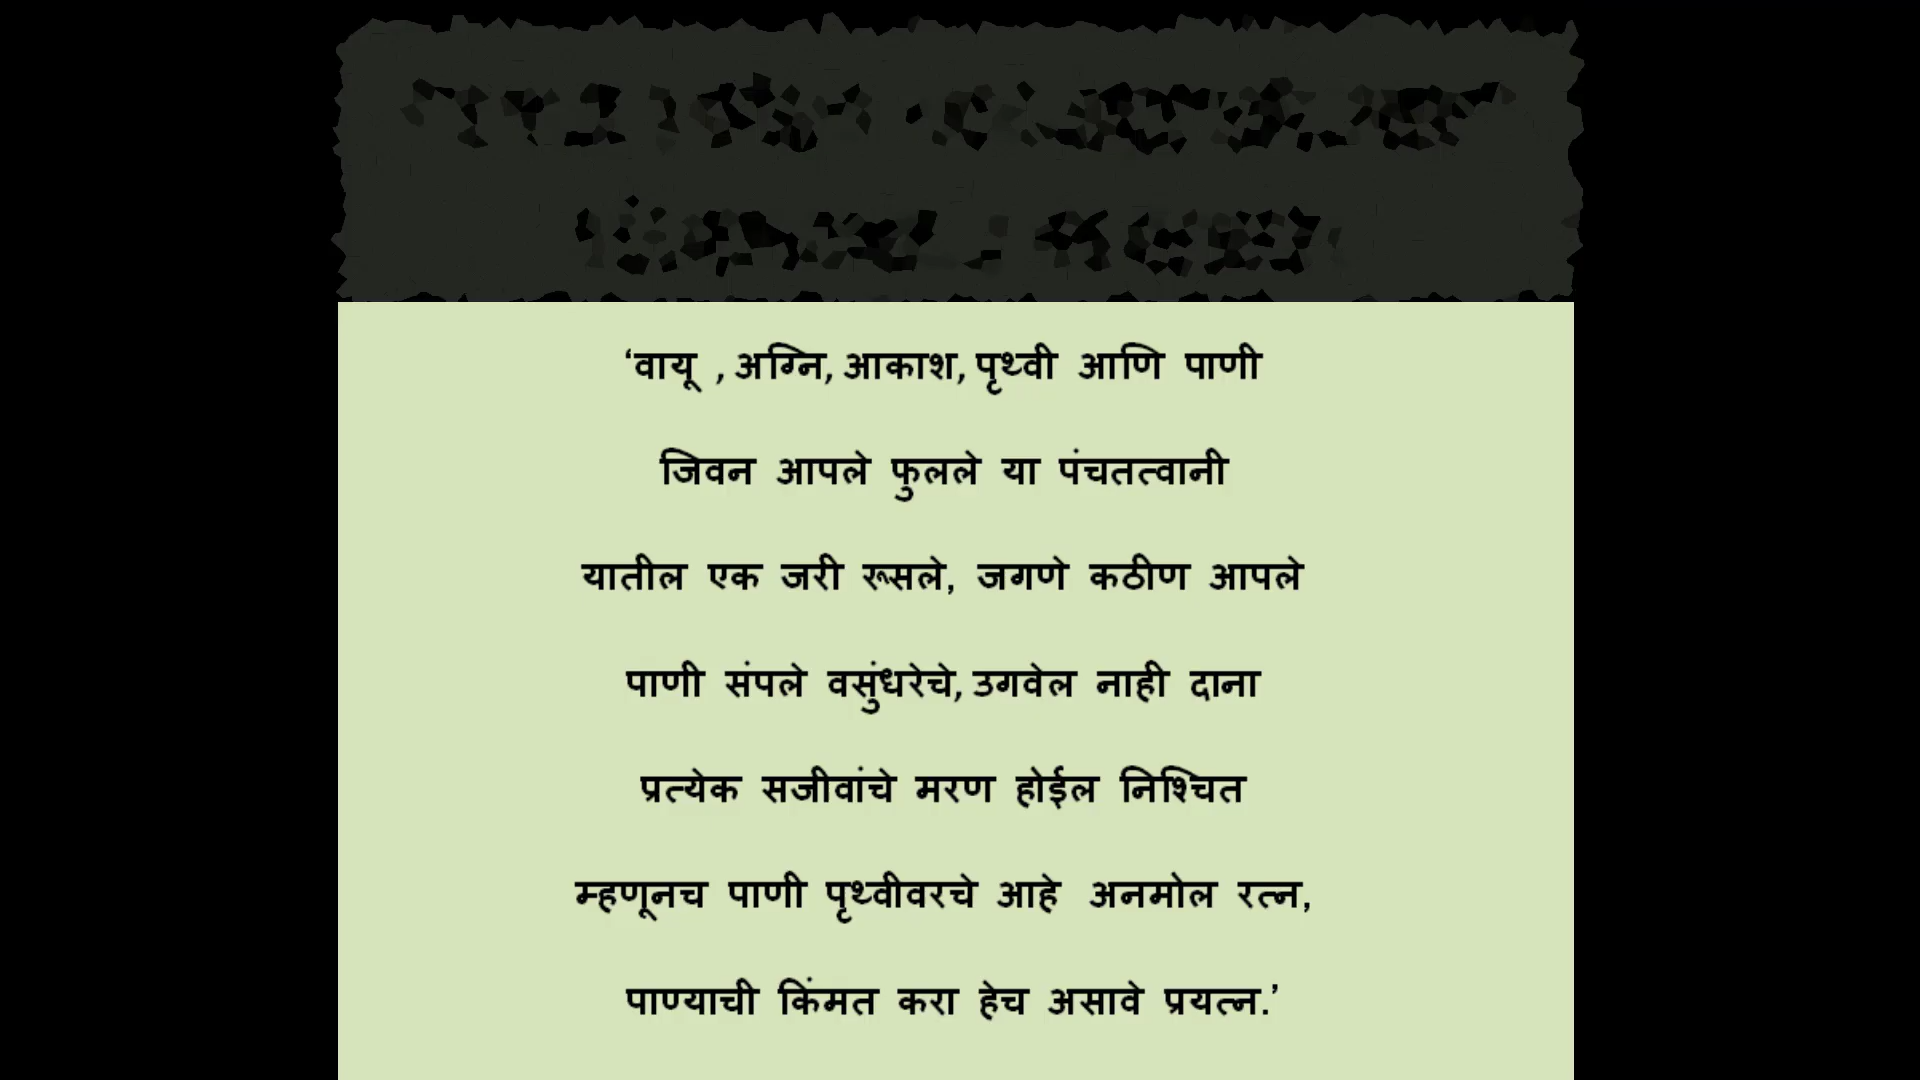 ‘वायू , अग्नि, आकाश, पृथ्वी आणि पाणी
जिवन आपले फुलले या पंचतत्वानी
यातील एक जरी रूसले, जगणे कठीण आपले
पाणी संपले वसुंधरेचे, उगवेल नाही दाना
प्रत्येक सजीवांचे मरण होईल निश्चित
म्हणूनच पाणी पृथ्वीवरचे आहे अनमोल रत्न,
पाण्याची किंमत करा हेच असावे प्रयत्न.’